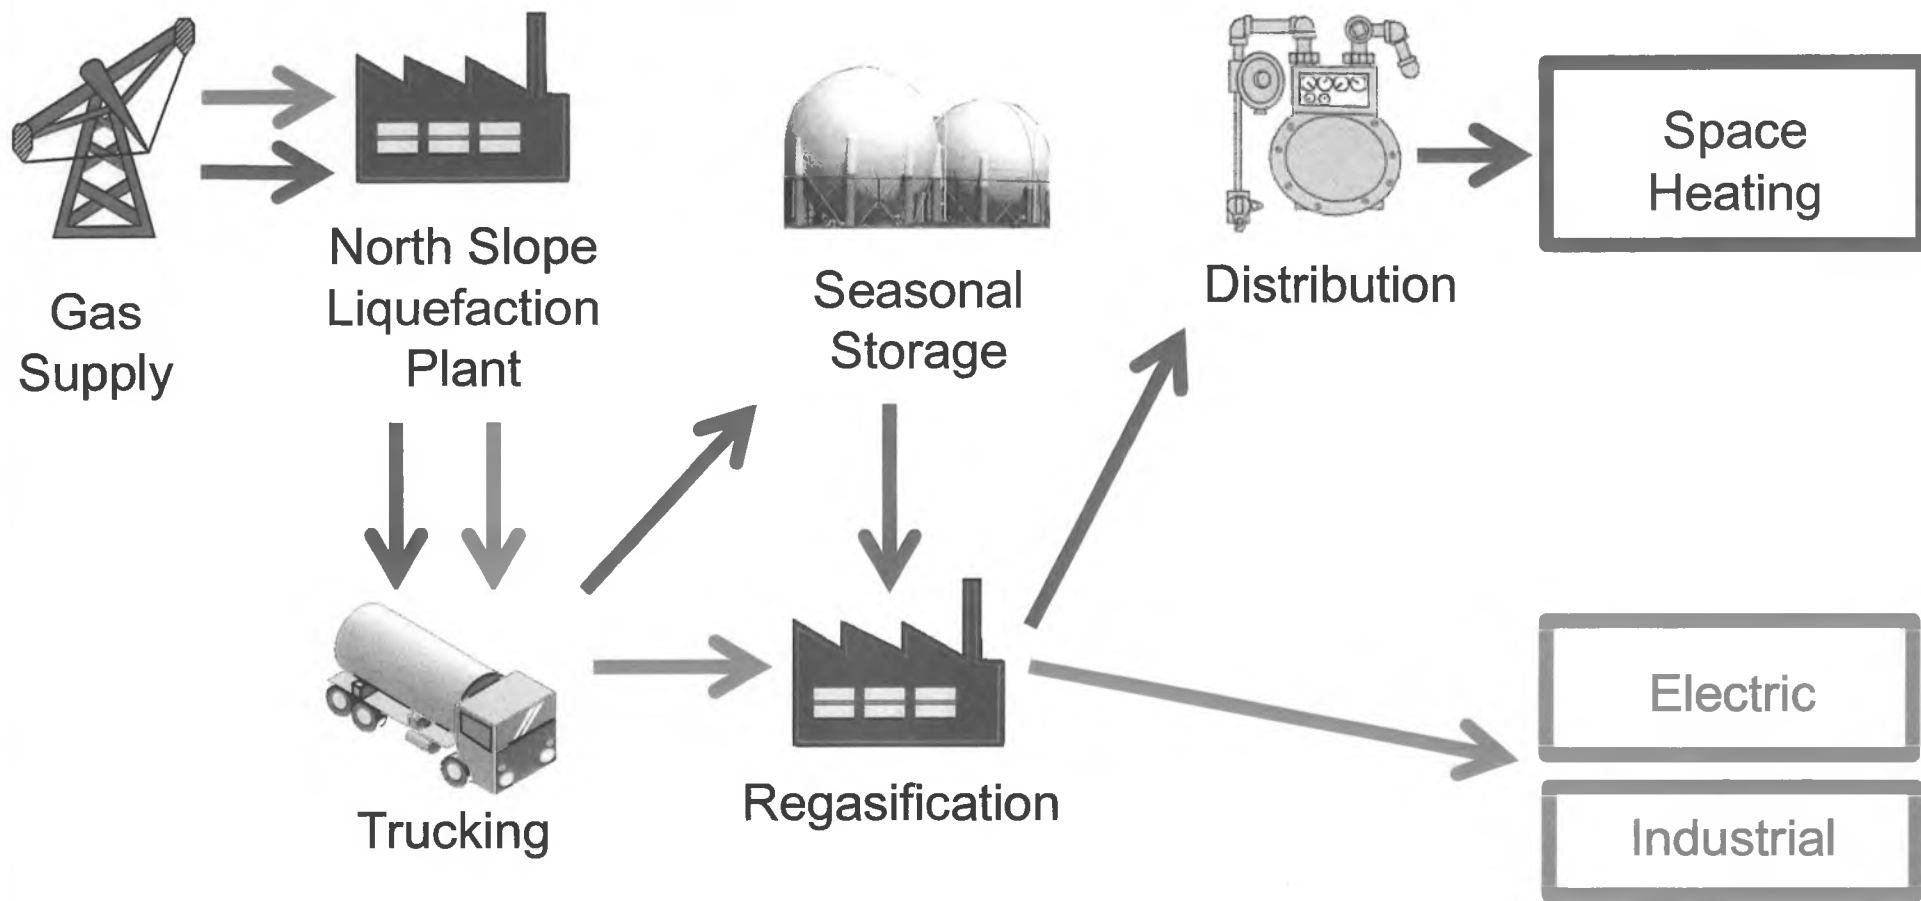 Gas
Supply
North Slope
Liquefaction
Plant
Seasonal
Storage
Distribution
Space
Heating
Trucking
Regasification
Electric
Industrial